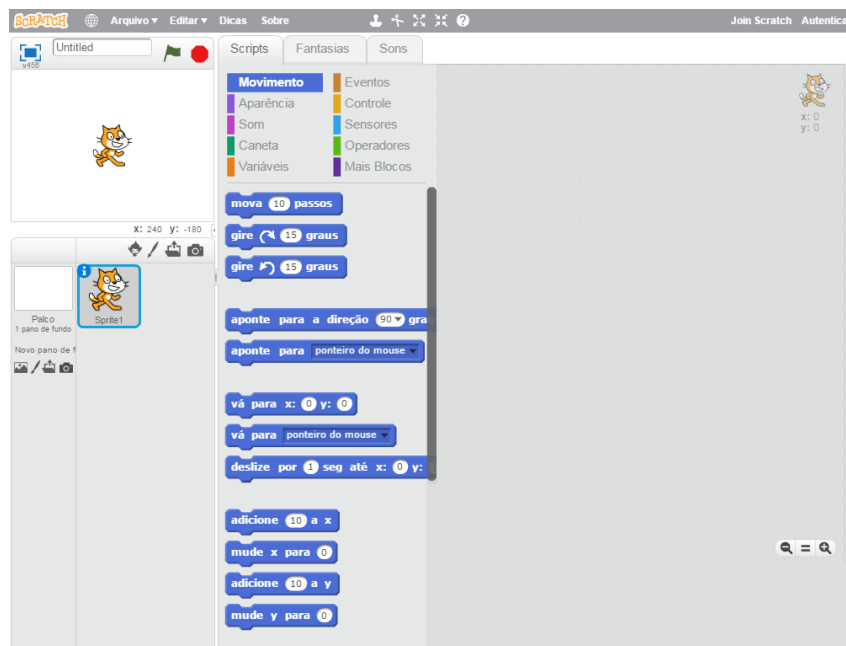 SCRATCH Arquivo▼ Editar▼ Dicas Sobre Join Scratch Autentica
Untitled
v456
Scripts Fantasias Sons
Movimento Eventos
Aparência Controle
Som Sensores
Caneta Operadores
Variáveis Mais Blocos
x: 0
y: 0
mova 10 passos
X: 240 y: -180
gire 15 graus
gire 15 graus
Palco
1 pano de fundo
Sprite1
aponte para a direção 90▼ gra
Novo pano de f
aponte para ponteiro do mouse
vá para x: 0 y: 0
vá para ponteiro do mouse
deslize por 1 seg até x: 0 y:
adicione 10 a x
mude x para 0
adicione 10 a y
mude y para 0